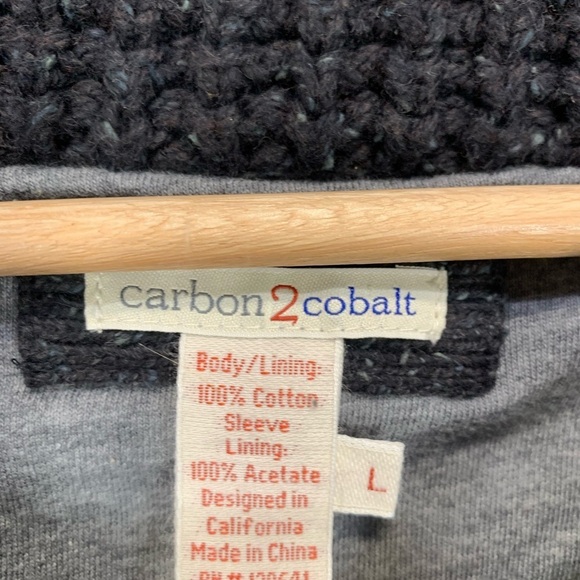 carbon2cobalt
Body/Lining:
100% Cotton
Sleeve
Lining:
100% Acetate
Designed in
California
Made in China
L